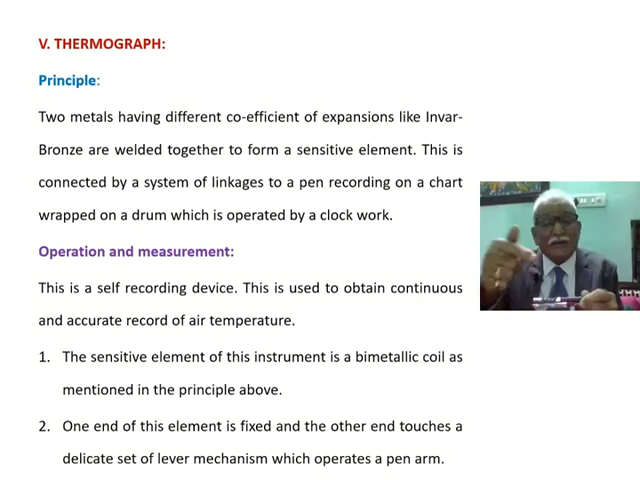 V. THERMOGRAPH:
Principle:
Two metals having different co-efficient of expansions like Invar-
Bronze are welded together to form a sensitive element. This is
connected by a system of linkages to a pen recording on a chart
wrapped on a drum which is operated by a clock work.
Operation and measurement:
This is a self recording device. This is used to obtain continuous
and accurate record of air temperature.
1. The sensitive element of this instrument is a bimetallic coil as
mentioned in the principle above.
2. One end of this element is fixed and the other end touches a
delicate set of lever mechanism which operates a pen arm.